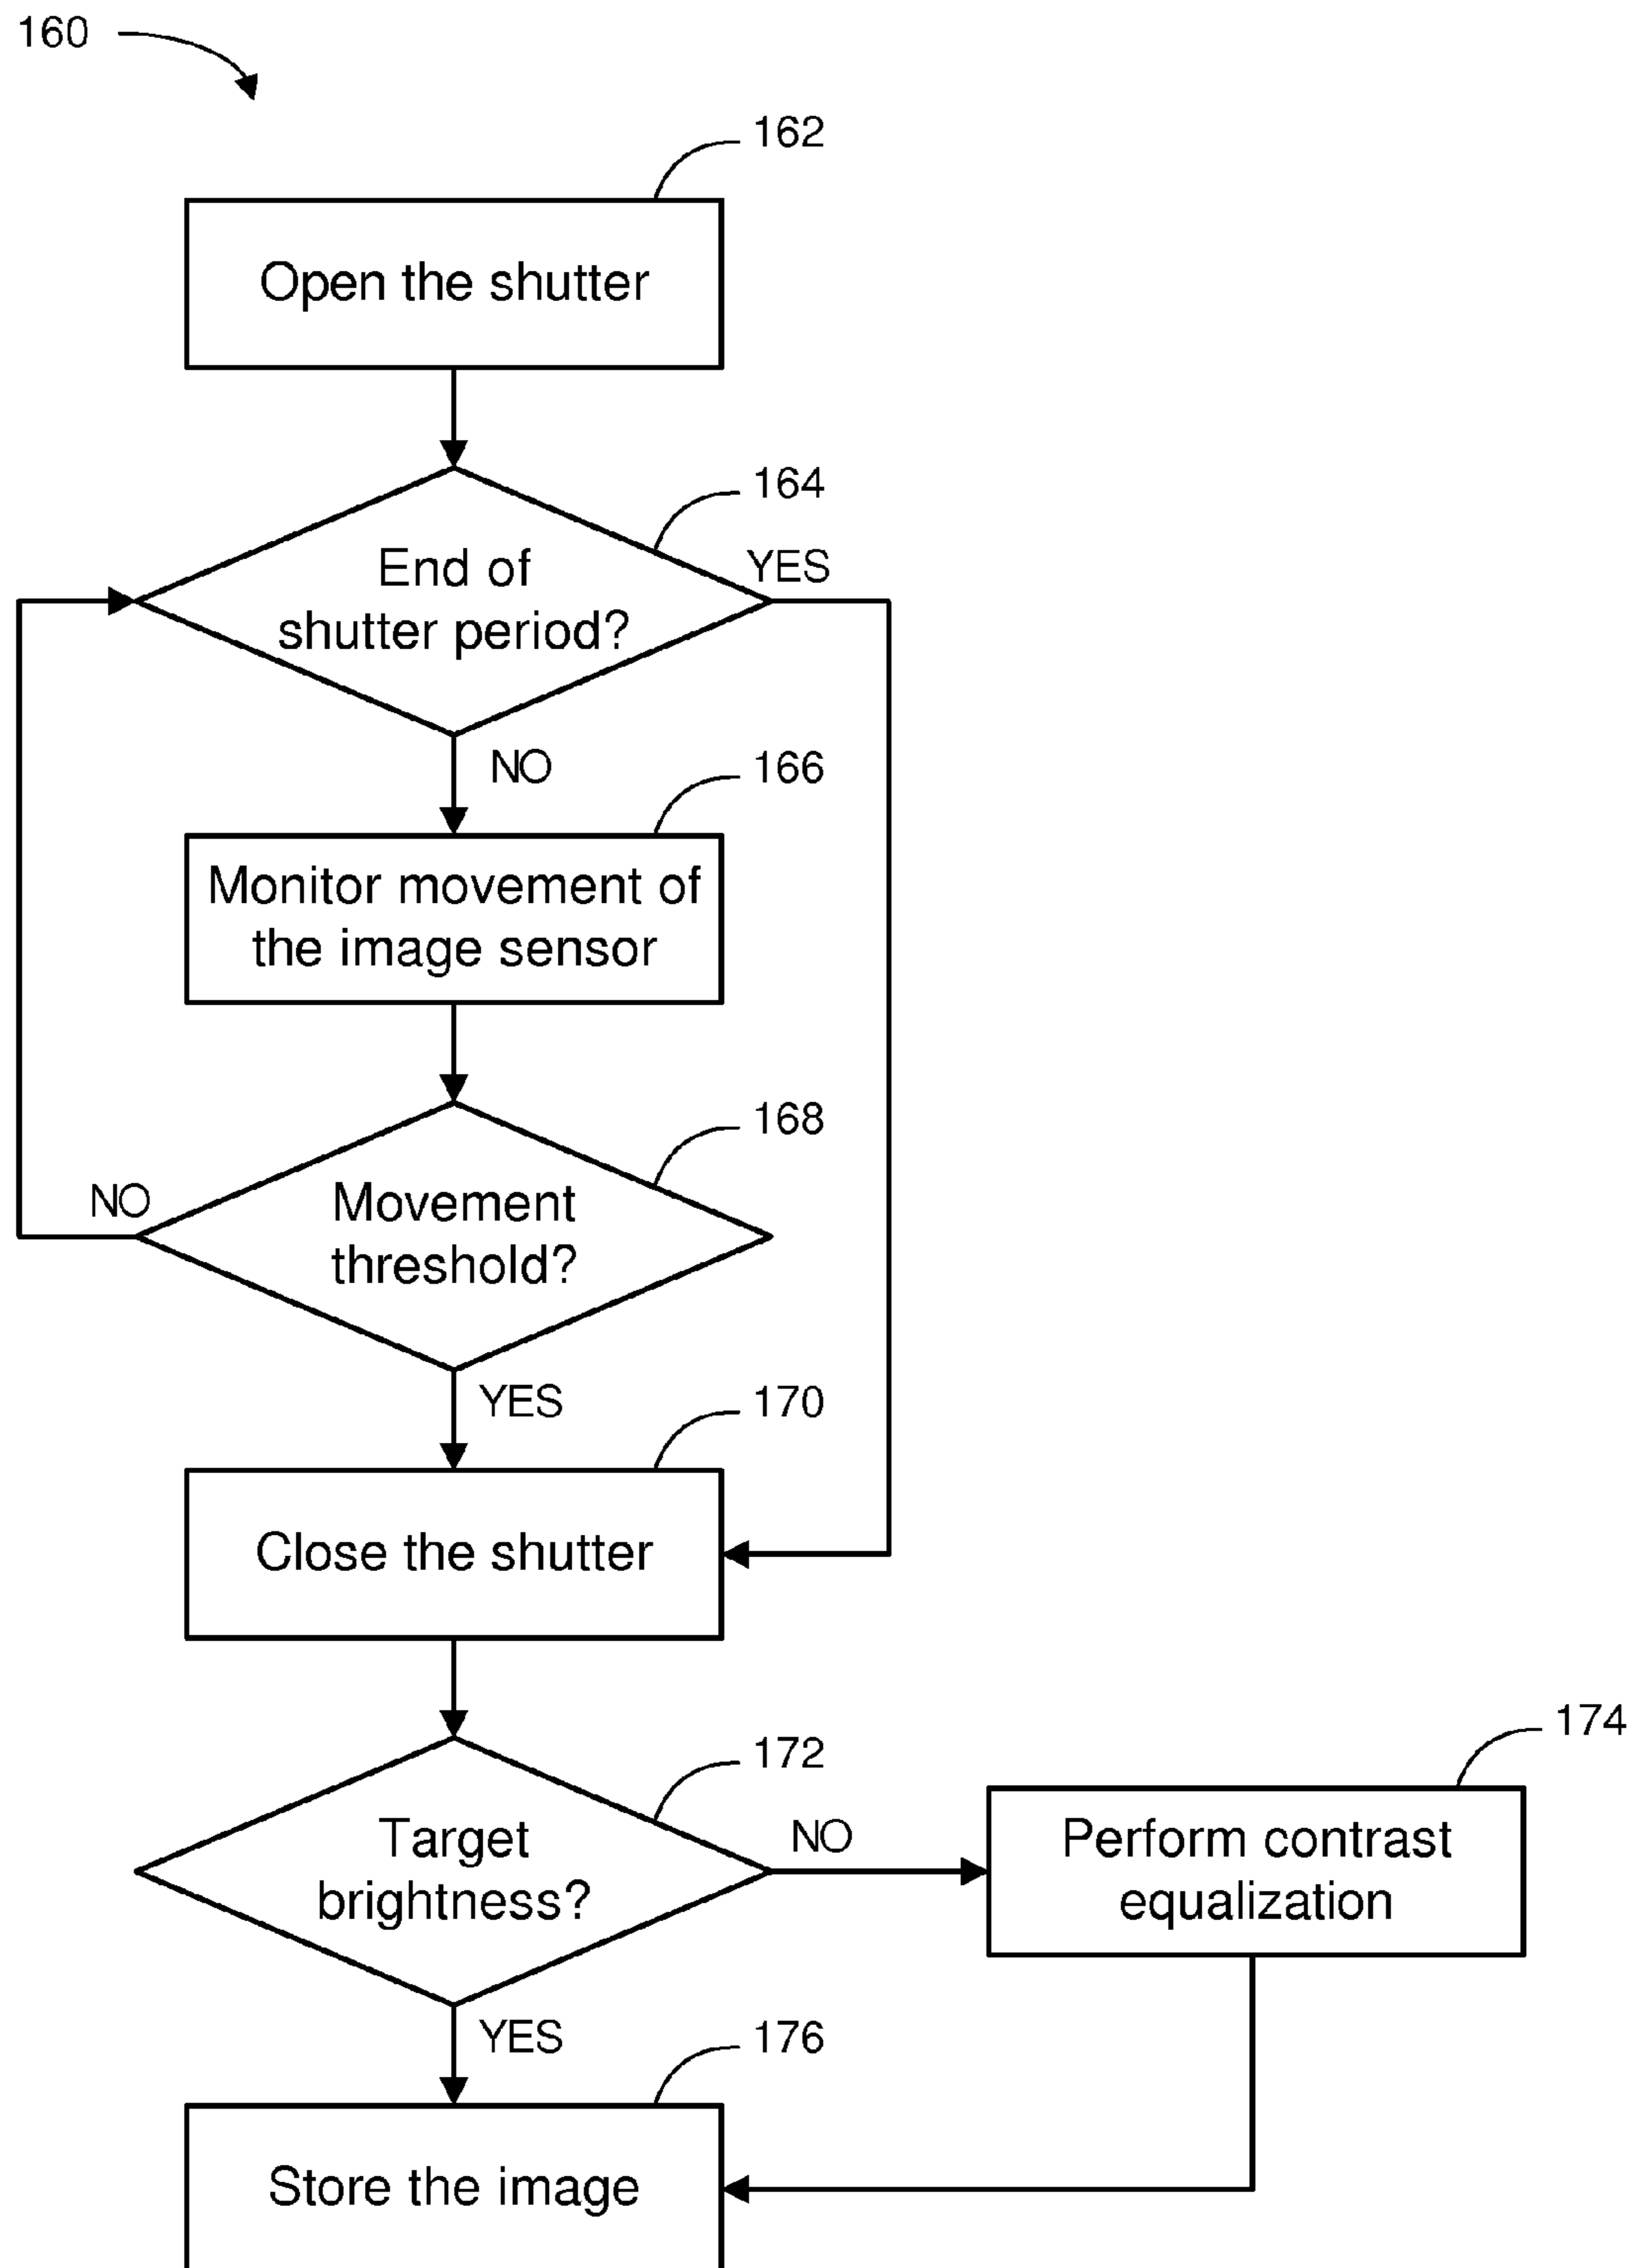 160
162
Open the shutter
164
End of
shutter period?
YES
NO
166
Monitor movement of
the image sensor
168
Movement
threshold?
NO
YES
170
Close the shutter
172
Target
brightness?
NO
174
Perform contrast
equalization
YES
176
Store the image